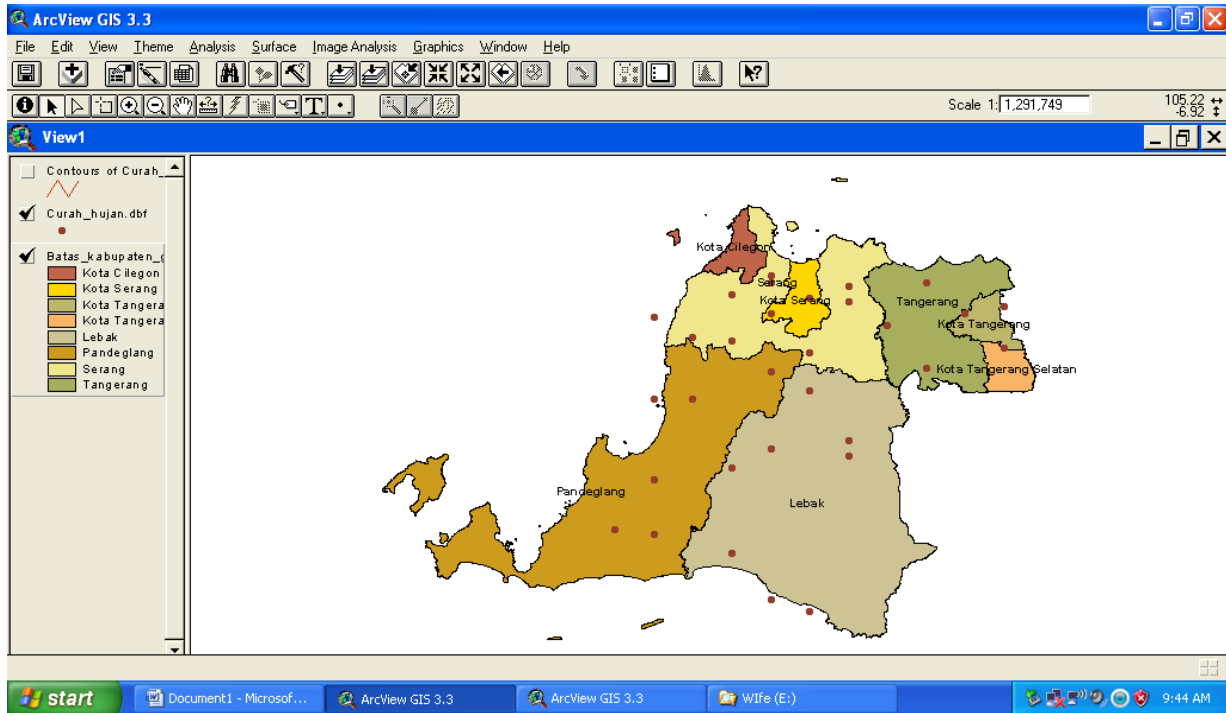 ArcView GIS 3.3
File Edit View Theme Analysis Surface Image Analysis Graphics Window Help
Scale 1: 1,291,749
105.22
-6.92
View1
Contours of Curah_
Curah_hujan.dbf
Batas_kabupaten_g
Kota Cilegon
Kota Serang
Kota Tangera
Kota Tangera
Lebak
Pandeglang
Serang
Tangerang
Kota Cilegon
Serang
Kota Serang
Tangerang
Kota Tangerang
Kota Tangerang Selatan
Pandeglang
Lebak
start
Document1 - Microsof...
ArcView GIS 3.3
ArcView GIS 3.3
WIfe (E:)
9:44 AM